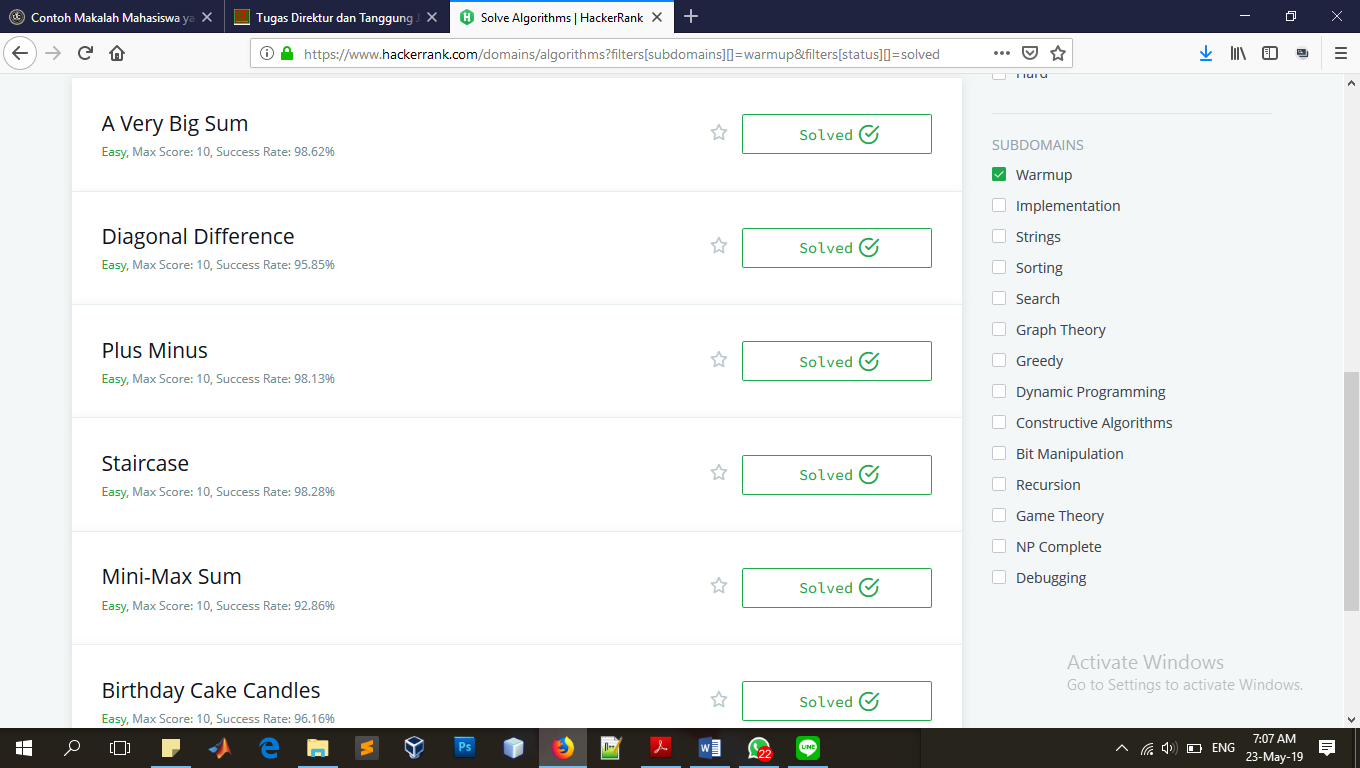 Contoh Makalah Mahasiswa ya
Tugas Direktur dan Tanggung J
Solve Algorithms | HackerRank
https://www.hackerrank.com/domains/algorithms?filters[subdomains][]=warmup&filters[status][]=solved
Hard
A Very Big Sum
Easy, Max Score: 10, Success Rate: 98.62%
Solved
Diagonal Difference
Easy, Max Score: 10, Success Rate: 95.85%
Solved
Plus Minus
Easy, Max Score: 10, Success Rate: 98.13%
Solved
Staircase
Easy, Max Score: 10, Success Rate: 98.28%
Solved
Mini-Max Sum
Easy, Max Score: 10, Success Rate: 92.86%
Solved
Birthday Cake Candles
Easy, Max Score: 10, Success Rate: 96.16%
Solved
SUBDOMAINS
Warmup
Implementation
Strings
Sorting
Search
Graph Theory
Greedy
Dynamic Programming
Constructive Algorithms
Bit Manipulation
Recursion
Game Theory
NP Complete
Debugging
Activate Windows
Go to Settings to activate Windows.
Ps
22
LINE
ENG
7:07 AM
23-May-19